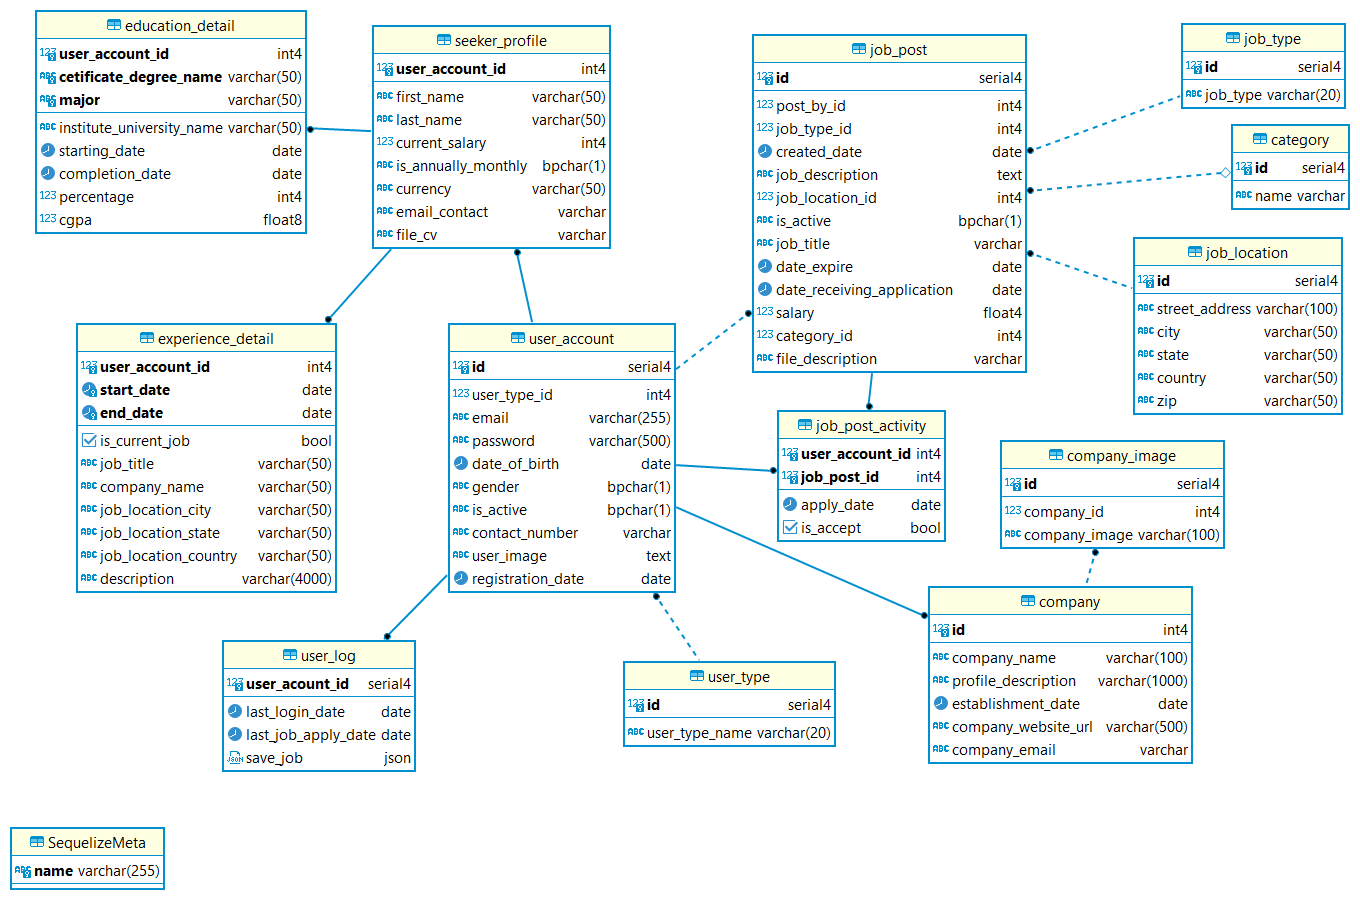 education_detail
user_account_id int4
cetificate_degree_name varchar(50)
major varchar(50)
institute_university_name varchar(50)
starting_date date
completion_date date
percentage int4
cgpa float8
seeker_profile
user_account_id int4
first_name varchar(50)
last_name varchar(50)
current_salary int4
is_annually_monthly bpchar(1)
currency varchar(50)
email_contact varchar
file_cv varchar
job_post
id serial4
post_by_id int4
job_type_id int4
created_date date
job_description text
job_location_id int4
is_active bpchar(1)
job_title varchar
date_expire date
date_receiving_application date
salary float4
category_id int4
file_description varchar
job_type
id serial4
job_type varchar(20)
category
id serial4
name varchar
job_location
id serial4
street_address varchar(100)
city varchar(50)
state varchar(50)
country varchar(50)
zip varchar(50)
experience_detail
user_account_id int4
start_date date
end_date date
is_current_job bool
job_title varchar(50)
company_name varchar(50)
job_location_city varchar(50)
job_location_state varchar(50)
job_location_country varchar(50)
description varchar(4000)
user_account
id serial4
user_type_id int4
email varchar(255)
password varchar(500)
date_of_birth date
gender bpchar(1)
is_active bpchar(1)
contact_number varchar
user_image text
registration_date date
job_post_activity
user_account_id int4
job_post_id int4
apply_date date
is_accept bool
company_image
id serial4
company_id int4
company_image varchar(100)
company
id int4
company_name varchar(100)
profile_description varchar(1000)
establishment_date date
company_website_url varchar(500)
company_email varchar
user_log
user_acount_id serial4
last_login_date date
last_job_apply_date date
save_job json
user_type
id serial4
user_type_name varchar(20)
SequelizeMeta
name varchar(255)